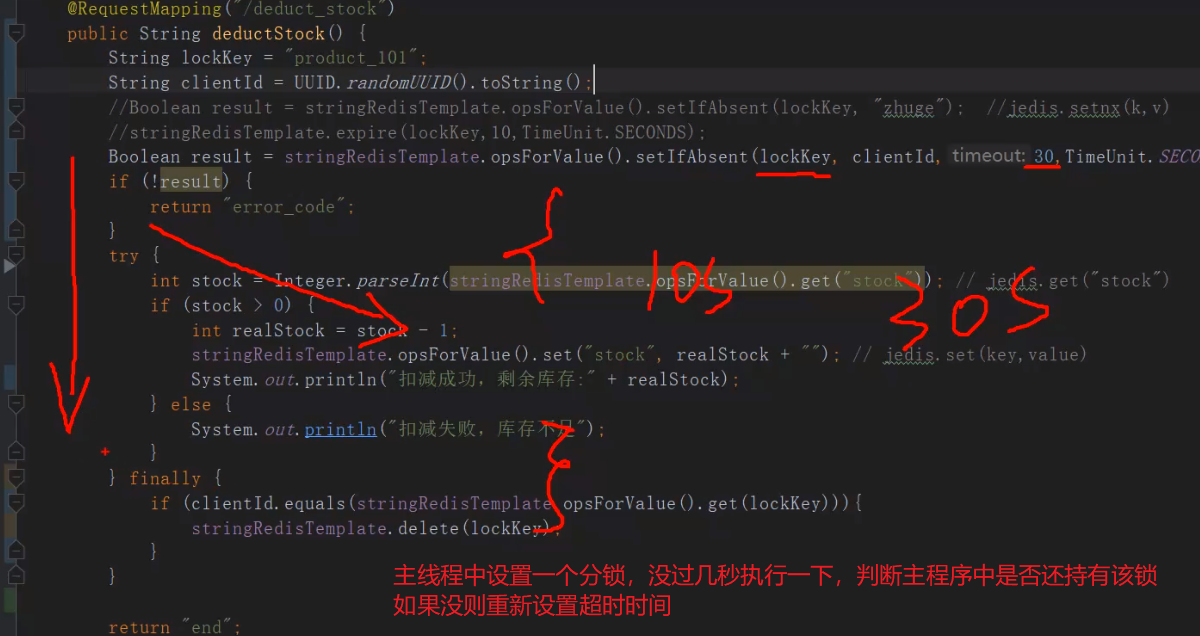 @RequestMapping("/deduct_stock")
public String deductStock() {
String lockKey = "product_101";
String clientId = UUID.randomUUID().toString();
//Boolean result = stringRedisTemplate.opsForValue().setIfAbsent(lockKey, "zhuge"); //jedis.setnx(k,v)
//stringRedisTemplate.expire(lockKey,10,TimeUnit.SECONDS);
Boolean result = stringRedisTemplate.opsForValue().setIfAbsent(lockKey, clientId, timeout: 30,TimeUnit.SECO
if (!result) {
return "error_code";
}
try {
int stock = Integer.parseInt(stringRedisTemplate.opsForValue().get("stock")); // jedis.get("stock")
10s
30s
if (stock > 0) {
int realStock = stock - 1;
stringRedisTemplate.opsForValue().set("stock", realStock + ""); // jedis.set(key,value)
System.out.println("扣减成功，剩余库存:" + realStock);
} else {
System.out.println("扣减失败，库存不足");
}
} finally {
if (clientId.equals(stringRedisTemplate.opsForValue().get(lockKey))){
stringRedisTemplate.delete(lockKey);
}
}
主线程中设置一个分锁，没过几秒执行一下，判断主程序中是否还持有该锁
如果没则重新设置超时时间
return "end";